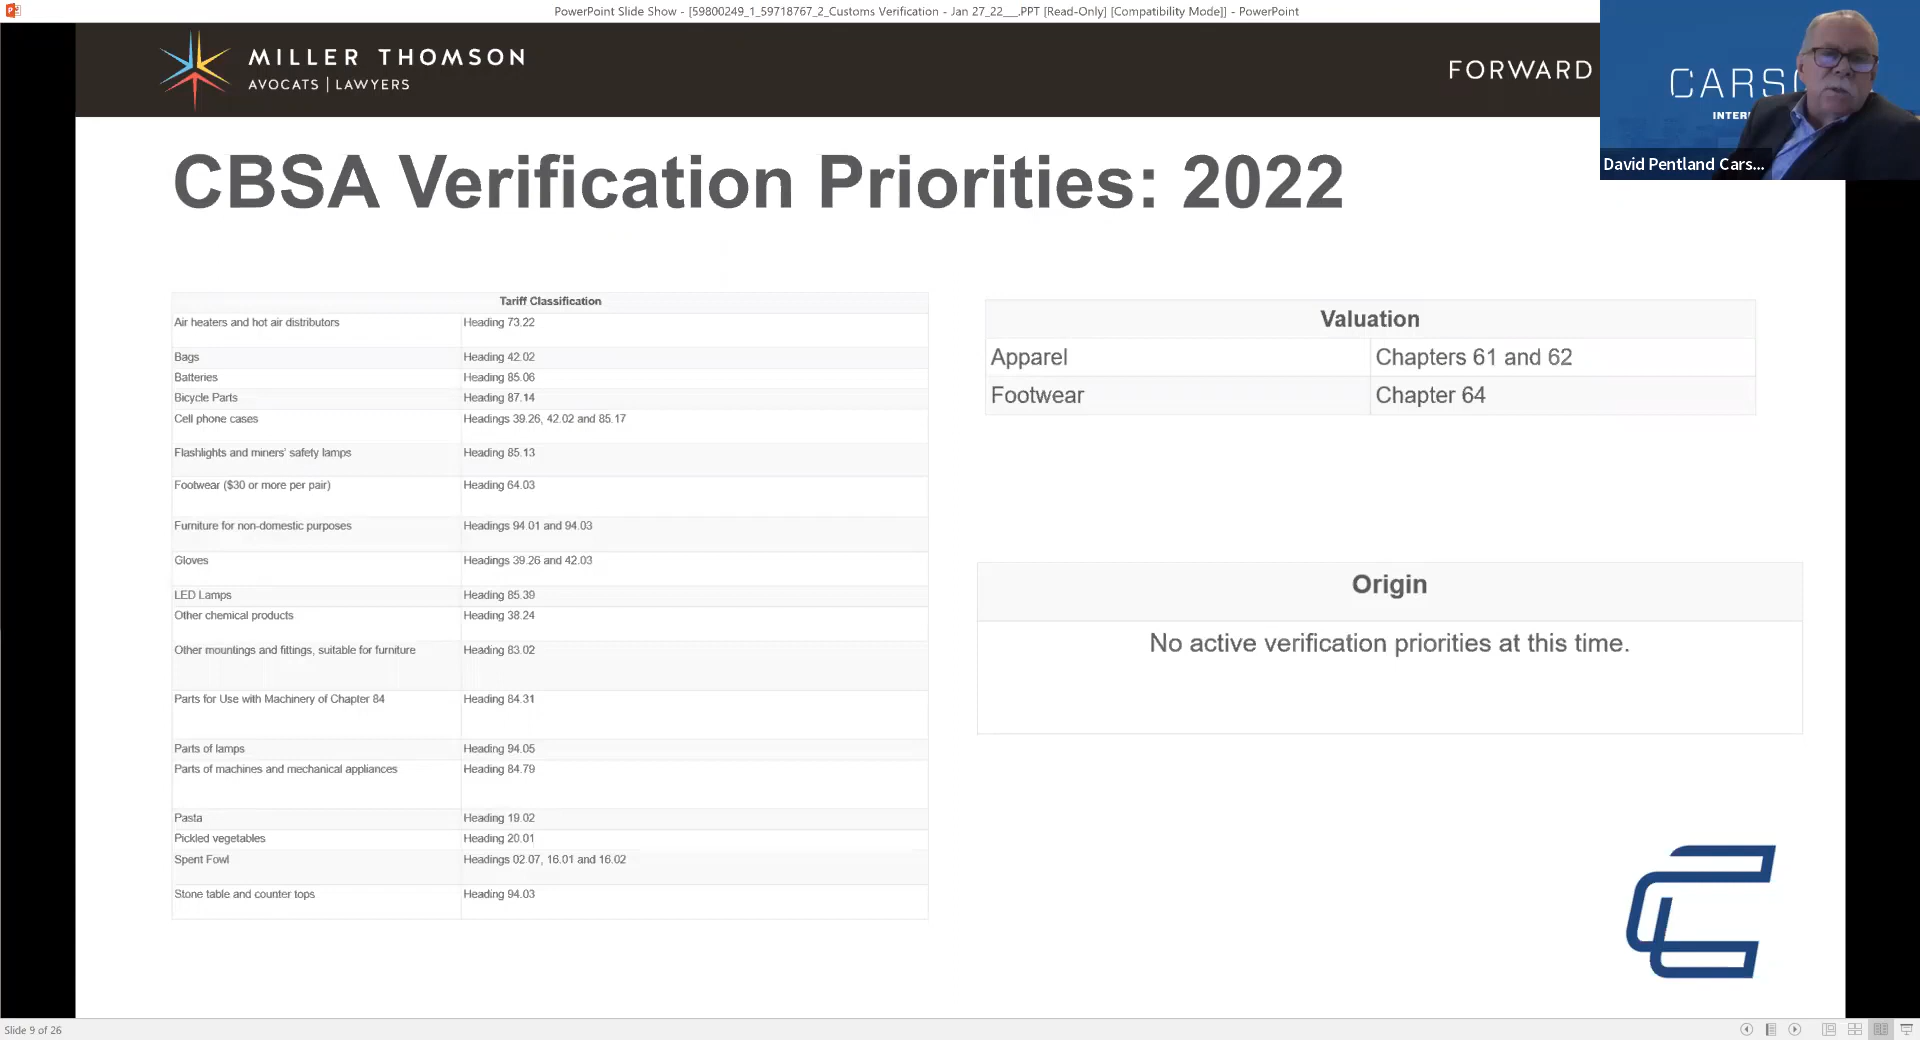 PowerPoint Slide Show - [59800249_1_59718767_2_Customs Verification - Jan 27_22___.PPT [Read-Only] [Compatibility Mode]] - PowerPoint
MILLER THOMSON
AVOCATS | LAWYERS
FORWARD
CARS
INTER
David Pentland Cars...
CBSA Verification Priorities: 2022
Tariff Classification
Air heaters and hot air distributors Heading 73.22
Bags Heading 42.02
Batteries Heading 85.06
Bicycle Parts Heading 87.14
Cell phone cases Headings 39.26, 42.02 and 85.17
Flashlights and miners' safety lamps Heading 85.13
Footwear ($30 or more per pair) Heading 64.03
Furniture for non-domestic purposes Headings 94.01 and 94.03
Gloves Headings 39.26 and 42.03
LED Lamps Heading 85.39
Other chemical products Heading 38.24
Other mountings and fittings, suitable for furniture Heading 83.02
Parts for Use with Machinery of Chapter 84 Heading 84.31
Parts of lamps Heading 94.05
Parts of machines and mechanical appliances Heading 84.79
Pasta Heading 19.02
Pickled vegetables Heading 20.01
Spent Fowl Headings 02.07, 16.01 and 16.02
Stone table and counter tops Heading 94.03
Valuation
Apparel Chapters 61 and 62
Footwear Chapter 64
Origin
No active verification priorities at this time.
Slide 9 of 26